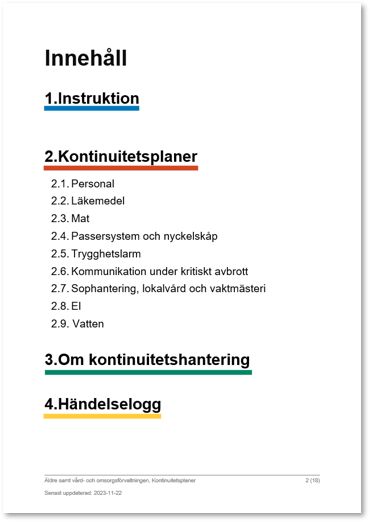 Innehåll
1.Instruktion
2.Kontinuitetsplaner
2.1. Personal
2.2. Läkemedel
2.3. Mat
2.4. Passersystem och nyckelskåp
2.5. Trygghetslarm
2.6. Kommunikation under kritiskt avbrott
2.7. Sophantering, lokalvård och vaktmästeri
2.8. El
2.9. Vatten
3.Om kontinuitetshantering
4.Händelselogg
Äldre samt vård- och omsorgsförvaltningen, Kontinuitetsplaner 2 (18)
Senast uppdaterad: 2023-11-22